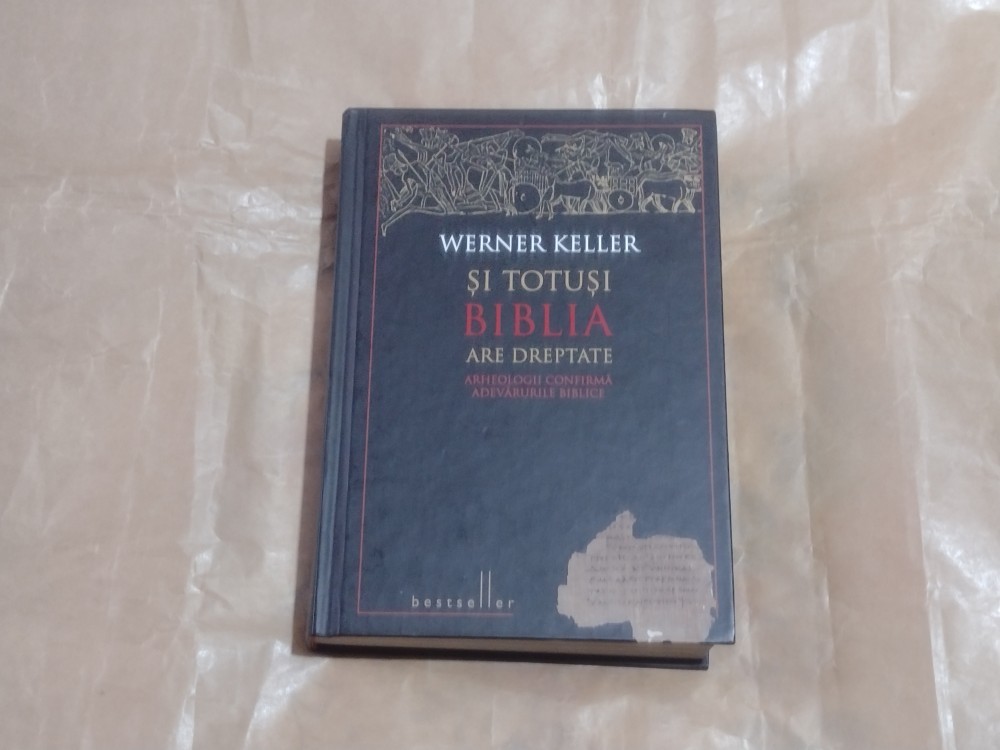 WERNER KELLER
ȘI TOTUȘI
BIBLIA
ARE DREPTATE
ARHEOLOGII CONFIRMĂ
ADEVĂRURILE BIBLICE
bestseller